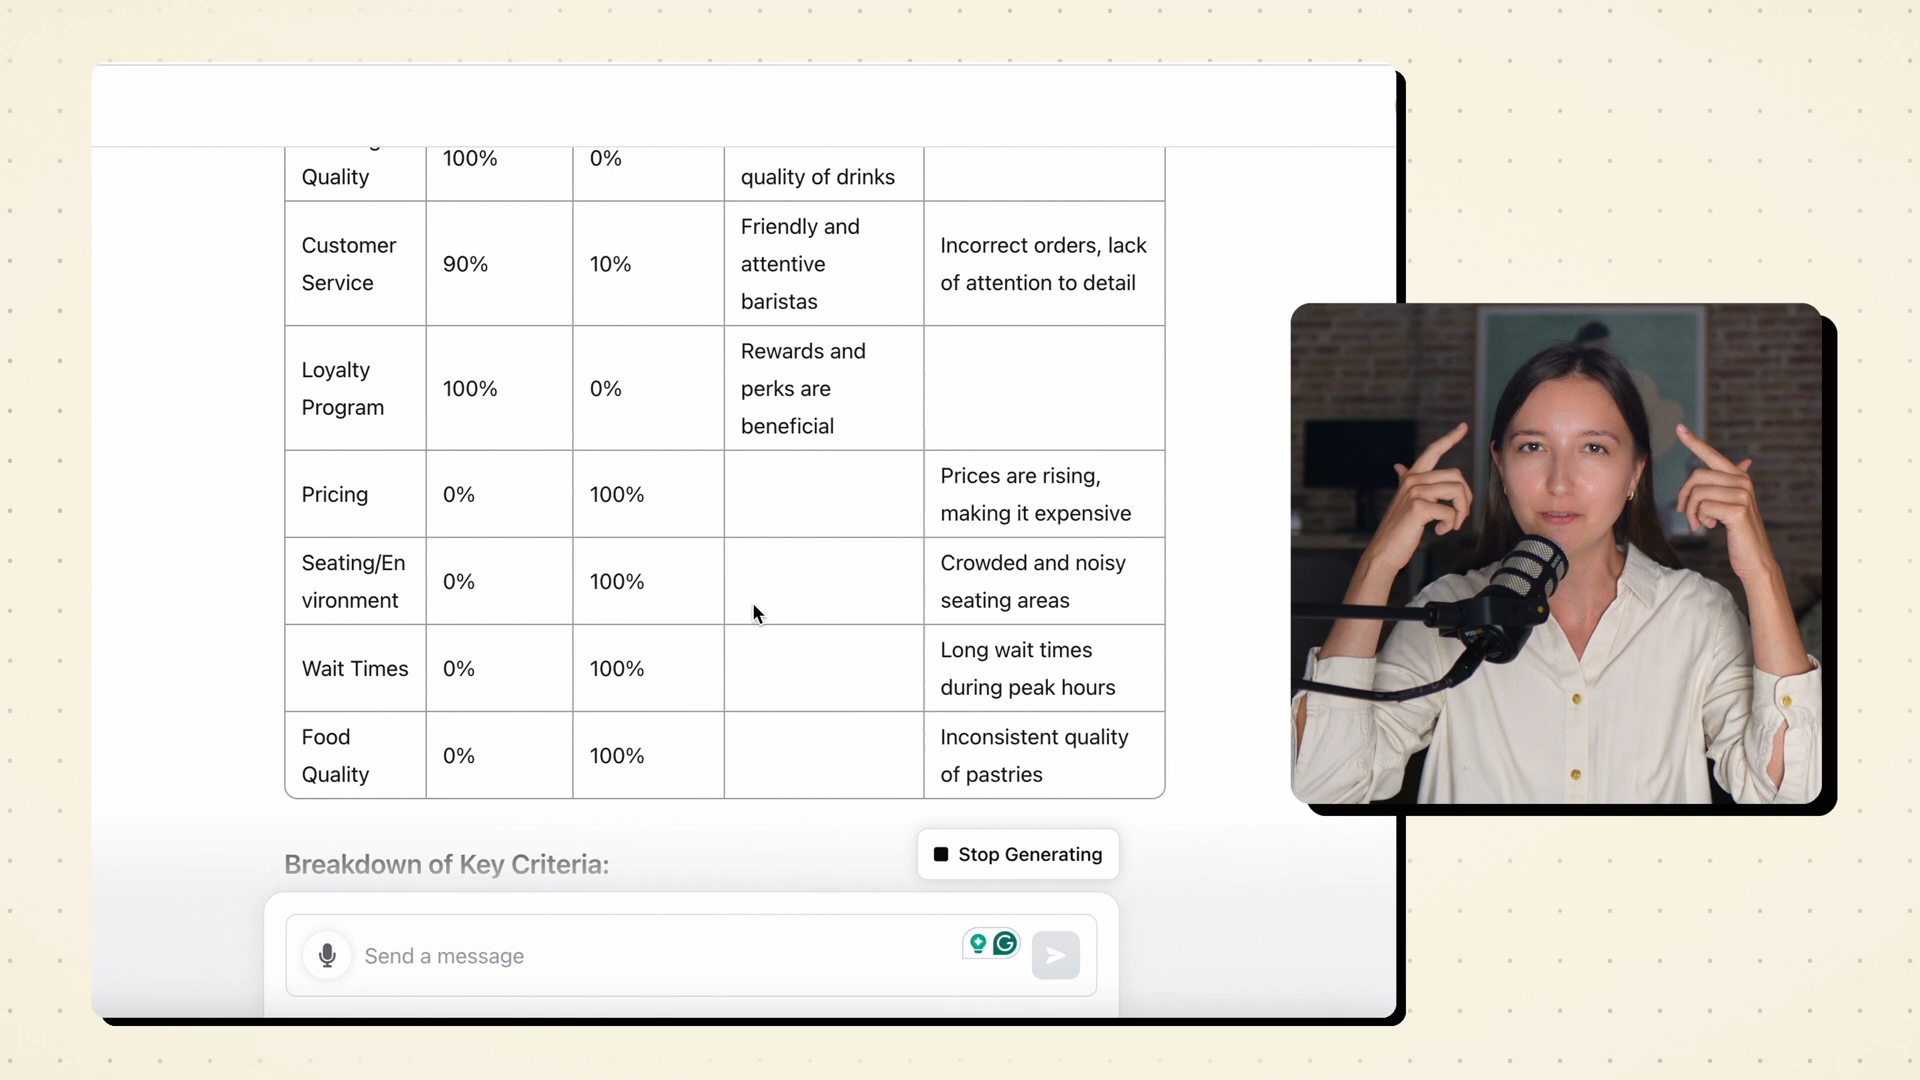 Quality
100%
0%
quality of drinks
Customer
Service
90%
10%
Friendly and
attentive
baristas
Incorrect orders, lack
of attention to detail
Loyalty
Program
100%
0%
Rewards and
perks are
beneficial
Pricing
0%
100%
Prices are rising,
making it expensive
Seating/En
vironment
0%
100%
Crowded and noisy
seating areas
Wait Times
0%
100%
Long wait times
during peak hours
Food
Quality
0%
100%
Inconsistent quality
of pastries
Breakdown of Key Criteria:
Stop Generating
Send a message